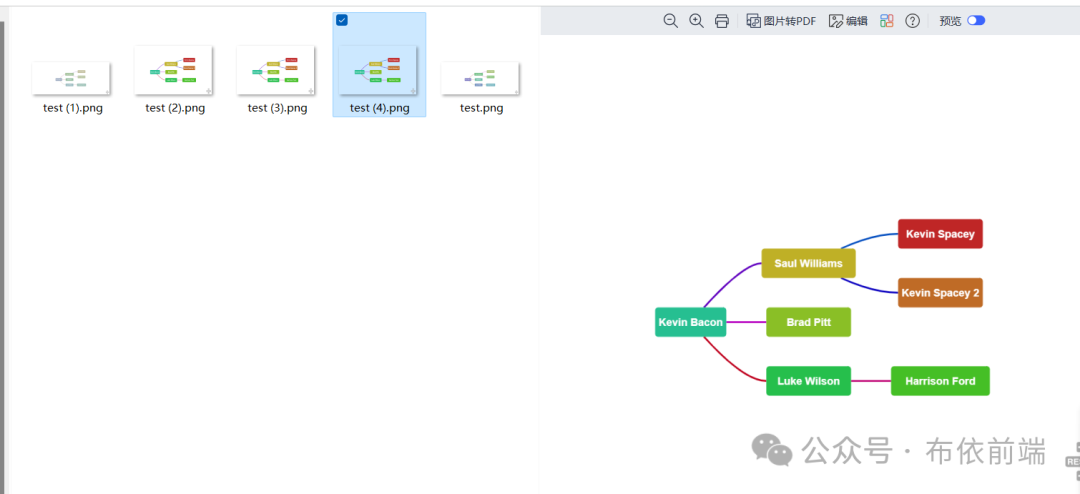 图片转PDF 编辑 预览
test (1).png
test (2).png
test (3).png
test (4).png
test.png
Kevin Spacey
Saul Williams
Kevin Spacey 2
Kevin Bacon
Brad Pitt
Luke Wilson
Harrison Ford
公众号 · 布依前端